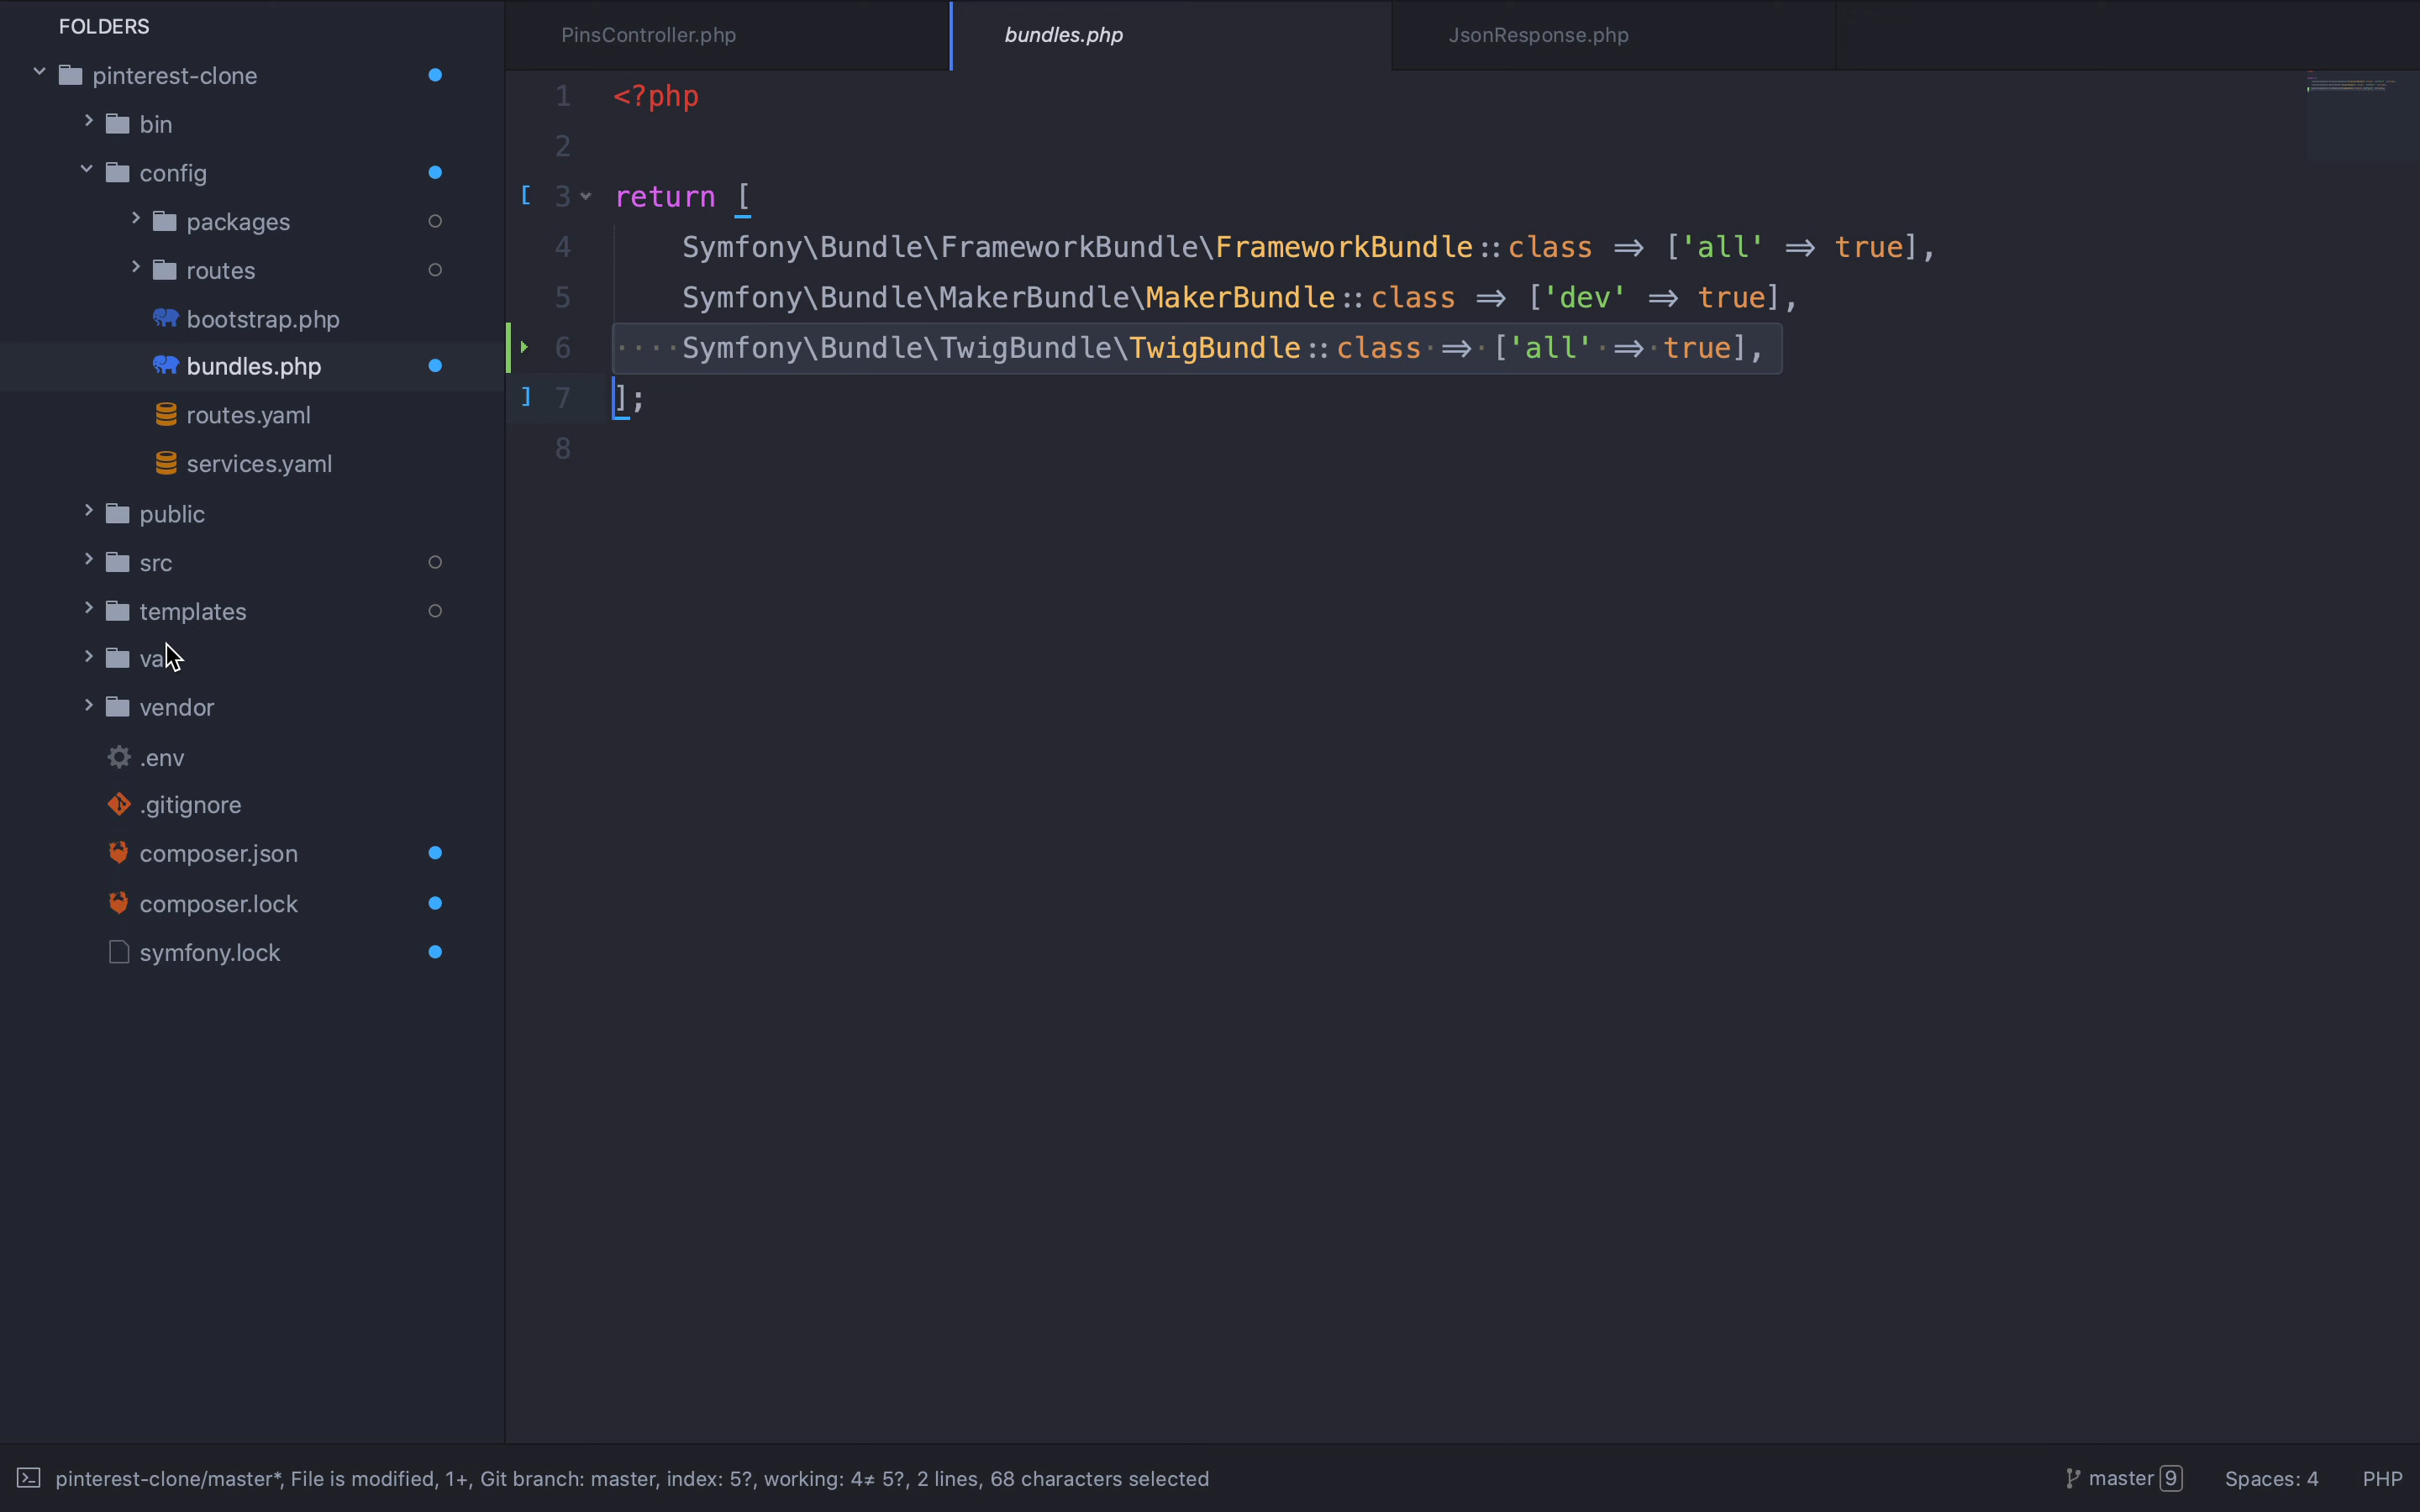 FOLDERS
pinterest-clone
bin
config
packages
routes
bootstrap.php
bundles.php
routes.yaml
services.yaml
public
src
templates
va
vendor
.env
.gitignore
composer.json
composer.lock
symfony.lock
PinsController.php
bundles.php
JsonResponse.php
1 <?php
2
[ 3 return [
4 Symfony\Bundle\FrameworkBundle\FrameworkBundle::class => ['all' => true],
5 Symfony\Bundle\MakerBundle\MakerBundle::class => ['dev' => true],
6 ····Symfony\Bundle\TwigBundle\TwigBundle::class·=>·['all'·=>·true],
] 7 ];
8
pinterest-clone/master*, File is modified, 1+, Git branch: master, index: 5?, working: 4≠ 5?, 2 lines, 68 characters selected
master 9
Spaces: 4
PHP